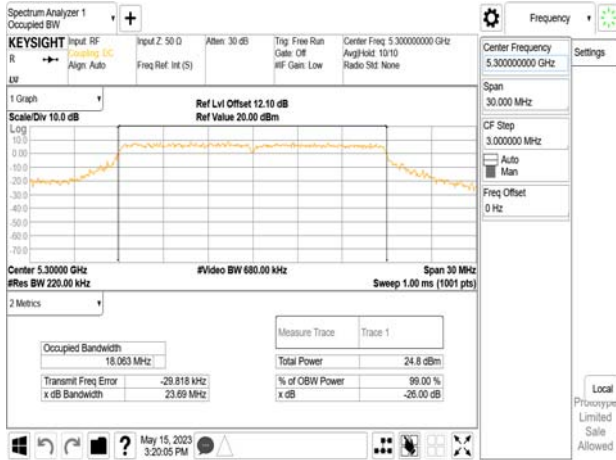 Spectrum Analyzer 1
Occupied BW
+
Frequency
KEYSIGHT
R
Input: RF
Coupling: DC
Align: Auto
Input Z: 50 Ω
Freq Ref: Int (S)
Atten: 30 dB
Trig: Free Run
Gate: Off
#IF Gain: Low
Center Freq: 5.300000000 GHz
Avg|Hold: 10/10
Radio Std: None
1 Graph
Scale/Div 10.0 dB
Ref Lvl Offset 12.10 dB
Ref Value 20.00 dBm
Log
10.0
0.00
-10.0
-20.0
-30.0
-40.0
-50.0
-60.0
-70.0
Center 5.30000 GHz
#Res BW 220.00 kHz
#Video BW 680.00 kHz
Span 30 MHz
Sweep 1.00 ms (1001 pts)
2 Metrics
Measure Trace
Trace 1
Occupied Bandwidth
18.063 MHz
Total Power
24.8 dBm
Transmit Freq Error
-29.818 kHz
% of OBW Power
99.00 %
x dB Bandwidth
23.69 MHz
x dB
-26.00 dB
?
May 15, 2023
3:20:05 PM
Center Frequency
5.300000000 GHz
Settings
Span
30.000 MHz
CF Step
3.000000 MHz
Auto
Man
Freq Offset
0 Hz
Local
Prototype
Limited
Sale
Allowed